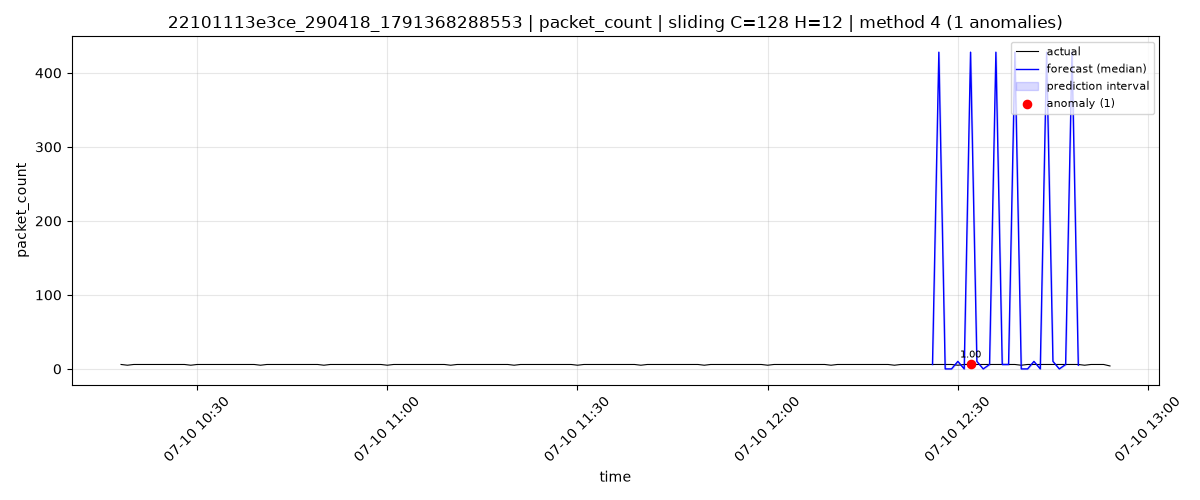 22101113e3ce_290418_1791368288553 | packet_count | sliding C=128 H=12 | method 4 (1 anomalies)
actual
forecast (median)
prediction interval
anomaly (1)
400
300
200
100
0
packet_count
1.00
07-10 10:30
07-10 11:00
07-10 11:30
07-10 12:00
07-10 12:30
07-10 13:00
time